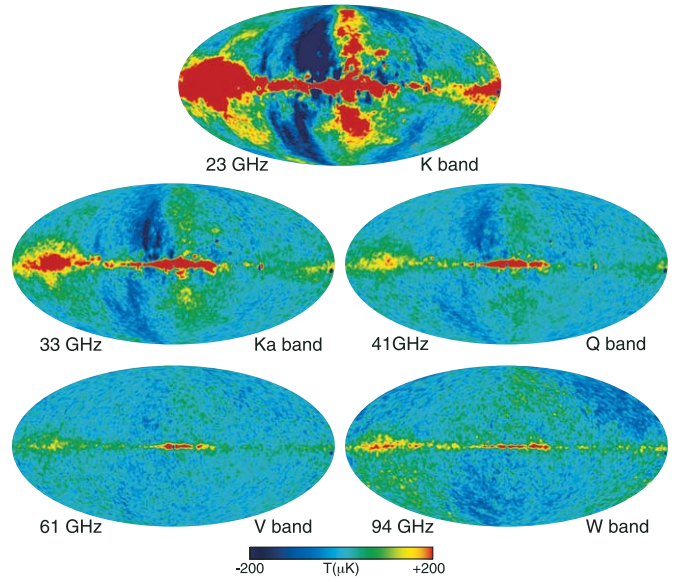 23 GHz K band
33 GHz Ka band
41GHz Q band
61 GHz V band
94 GHz W band
-200 T(μK) +200